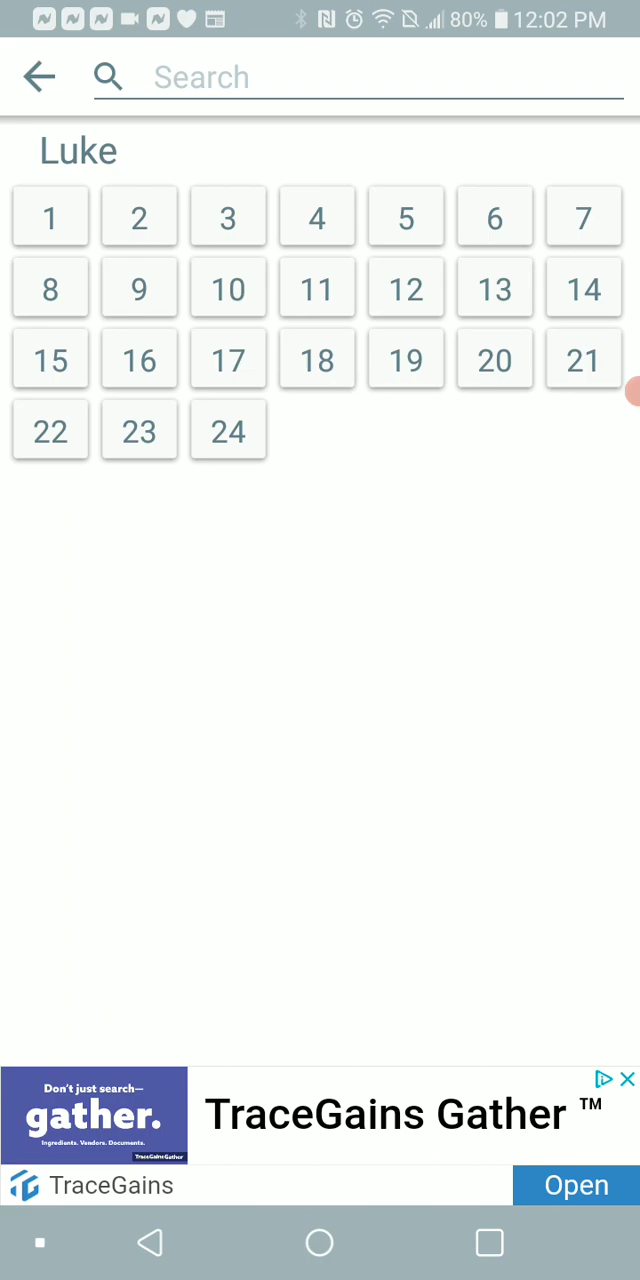 80% 12:02 PM
Search
Luke
1 2 3 4 5 6 7
8 9 10 11 12 13 14
15 16 17 18 19 20 21
22 23 24
Don't just search—
gather.
Ingredients. Vendors. Documents.
TraceGains Gather
TraceGains Gather ™
TraceGains
Open